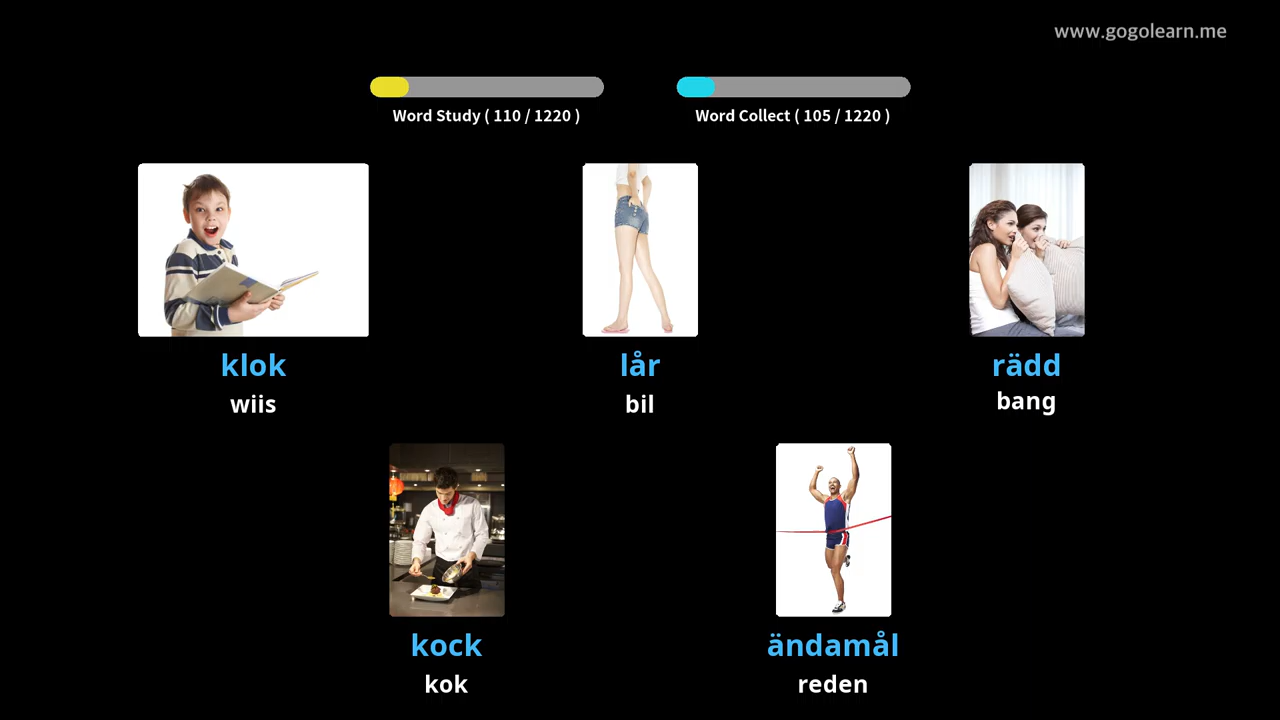 www.gogolearn.me
Word Study ( 110 / 1220 )
Word Collect ( 105 / 1220 )
klok
wiis
lår
bil
rädd
bang
kock
kok
ändamål
reden